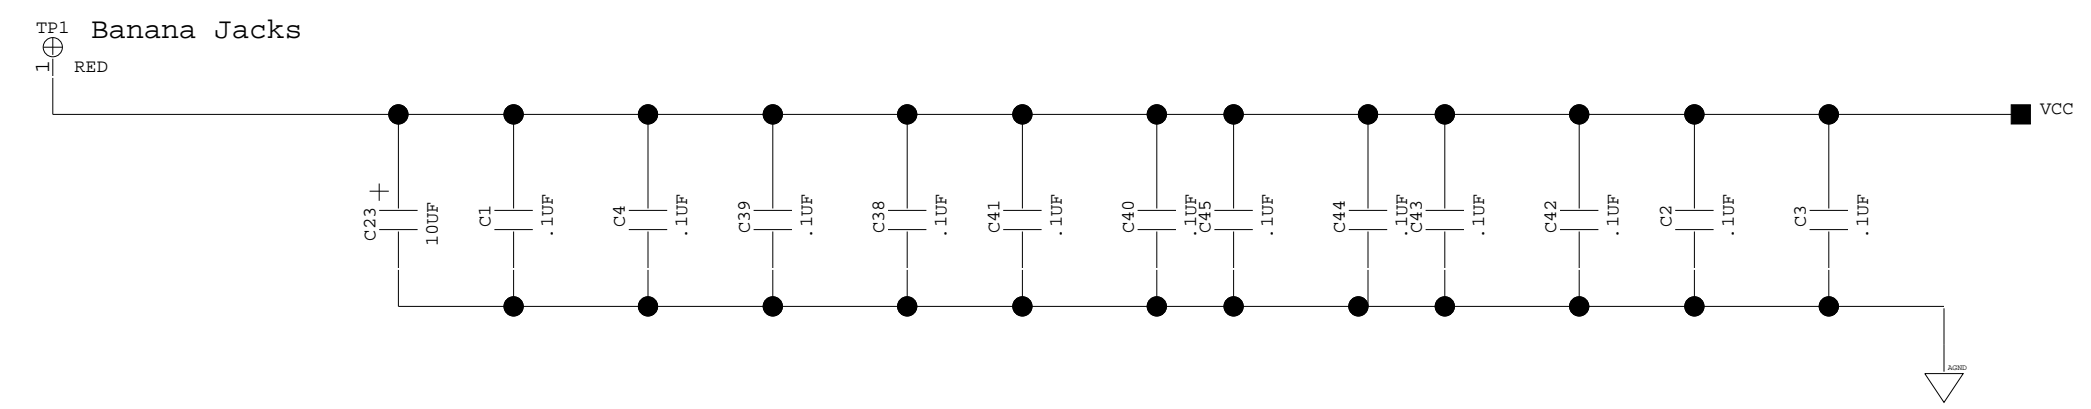 TP1
Banana Jacks
1
RED
VCC
C23
10UF
C1
.1UF
C4
.1UF
C39
.1UF
C38
.1UF
C41
.1UF
C40
.1UF
C45
.1UF
C44
.1UF
C43
.1UF
C42
.1UF
C2
.1UF
C3
.1UF
AGND